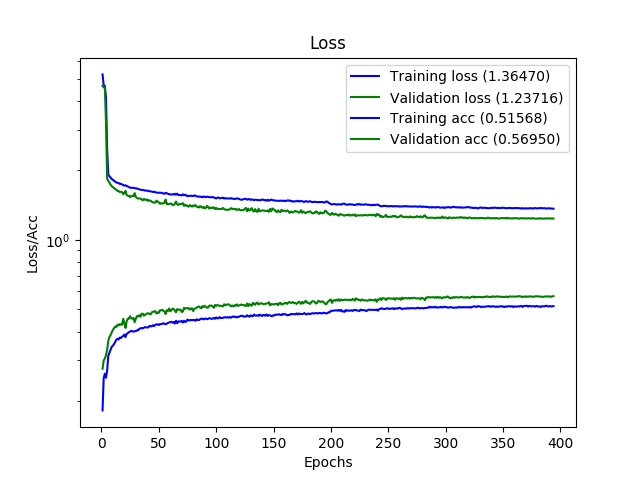 Loss
Training loss (1.36470)
Validation loss (1.23716)
Training acc (0.51568)
Validation acc (0.56950)
Loss/Acc
10⁰
0 50 100 150 200 250 300 350 400
Epochs